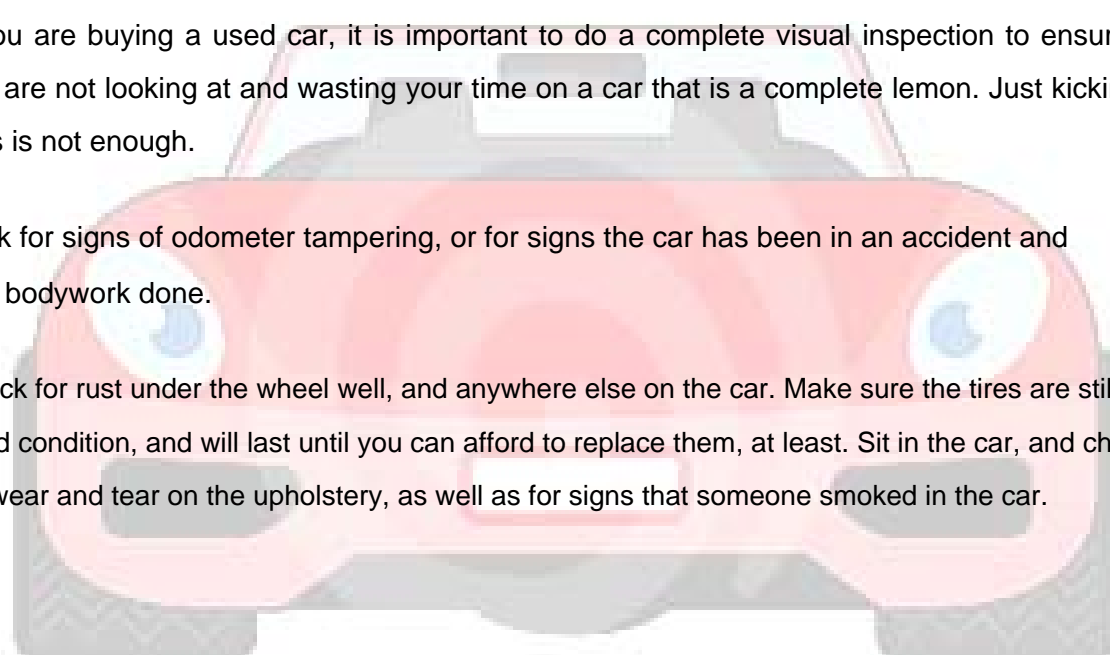 ou are buying a used car, it is important to do a complete visual inspection to ensur
are not looking at and wasting your time on a car that is a complete lemon. Just kicki
s is not enough.
k for signs of odometer tampering, or for signs the car has been in an accident and
bodywork done.
ck for rust under the wheel well, and anywhere else on the car. Make sure the tires are stil
d condition, and will last until you can afford to replace them, at least. Sit in the car, and ch
wear and tear on the upholstery, as well as for signs that someone smoked in the car.